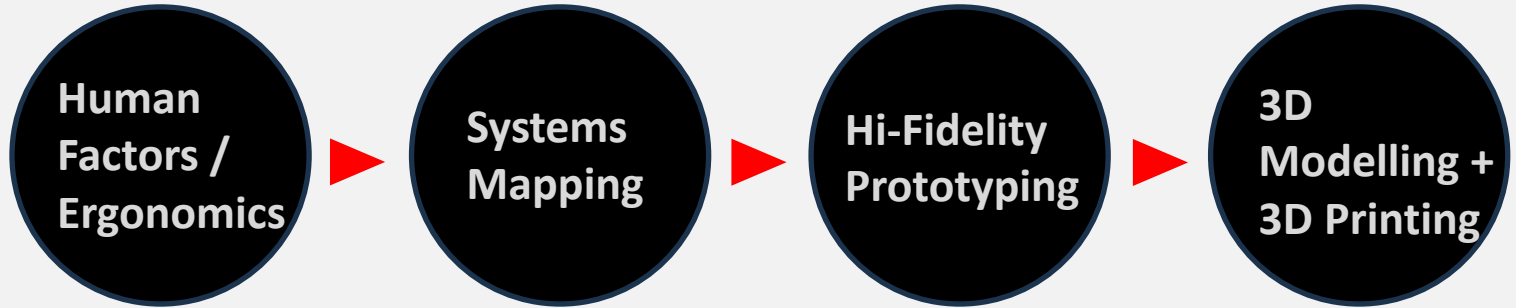 Human
Factors /
Ergonomics
Systems
Mapping
Hi-Fidelity
Prototyping
3D
Modelling +
3D Printing